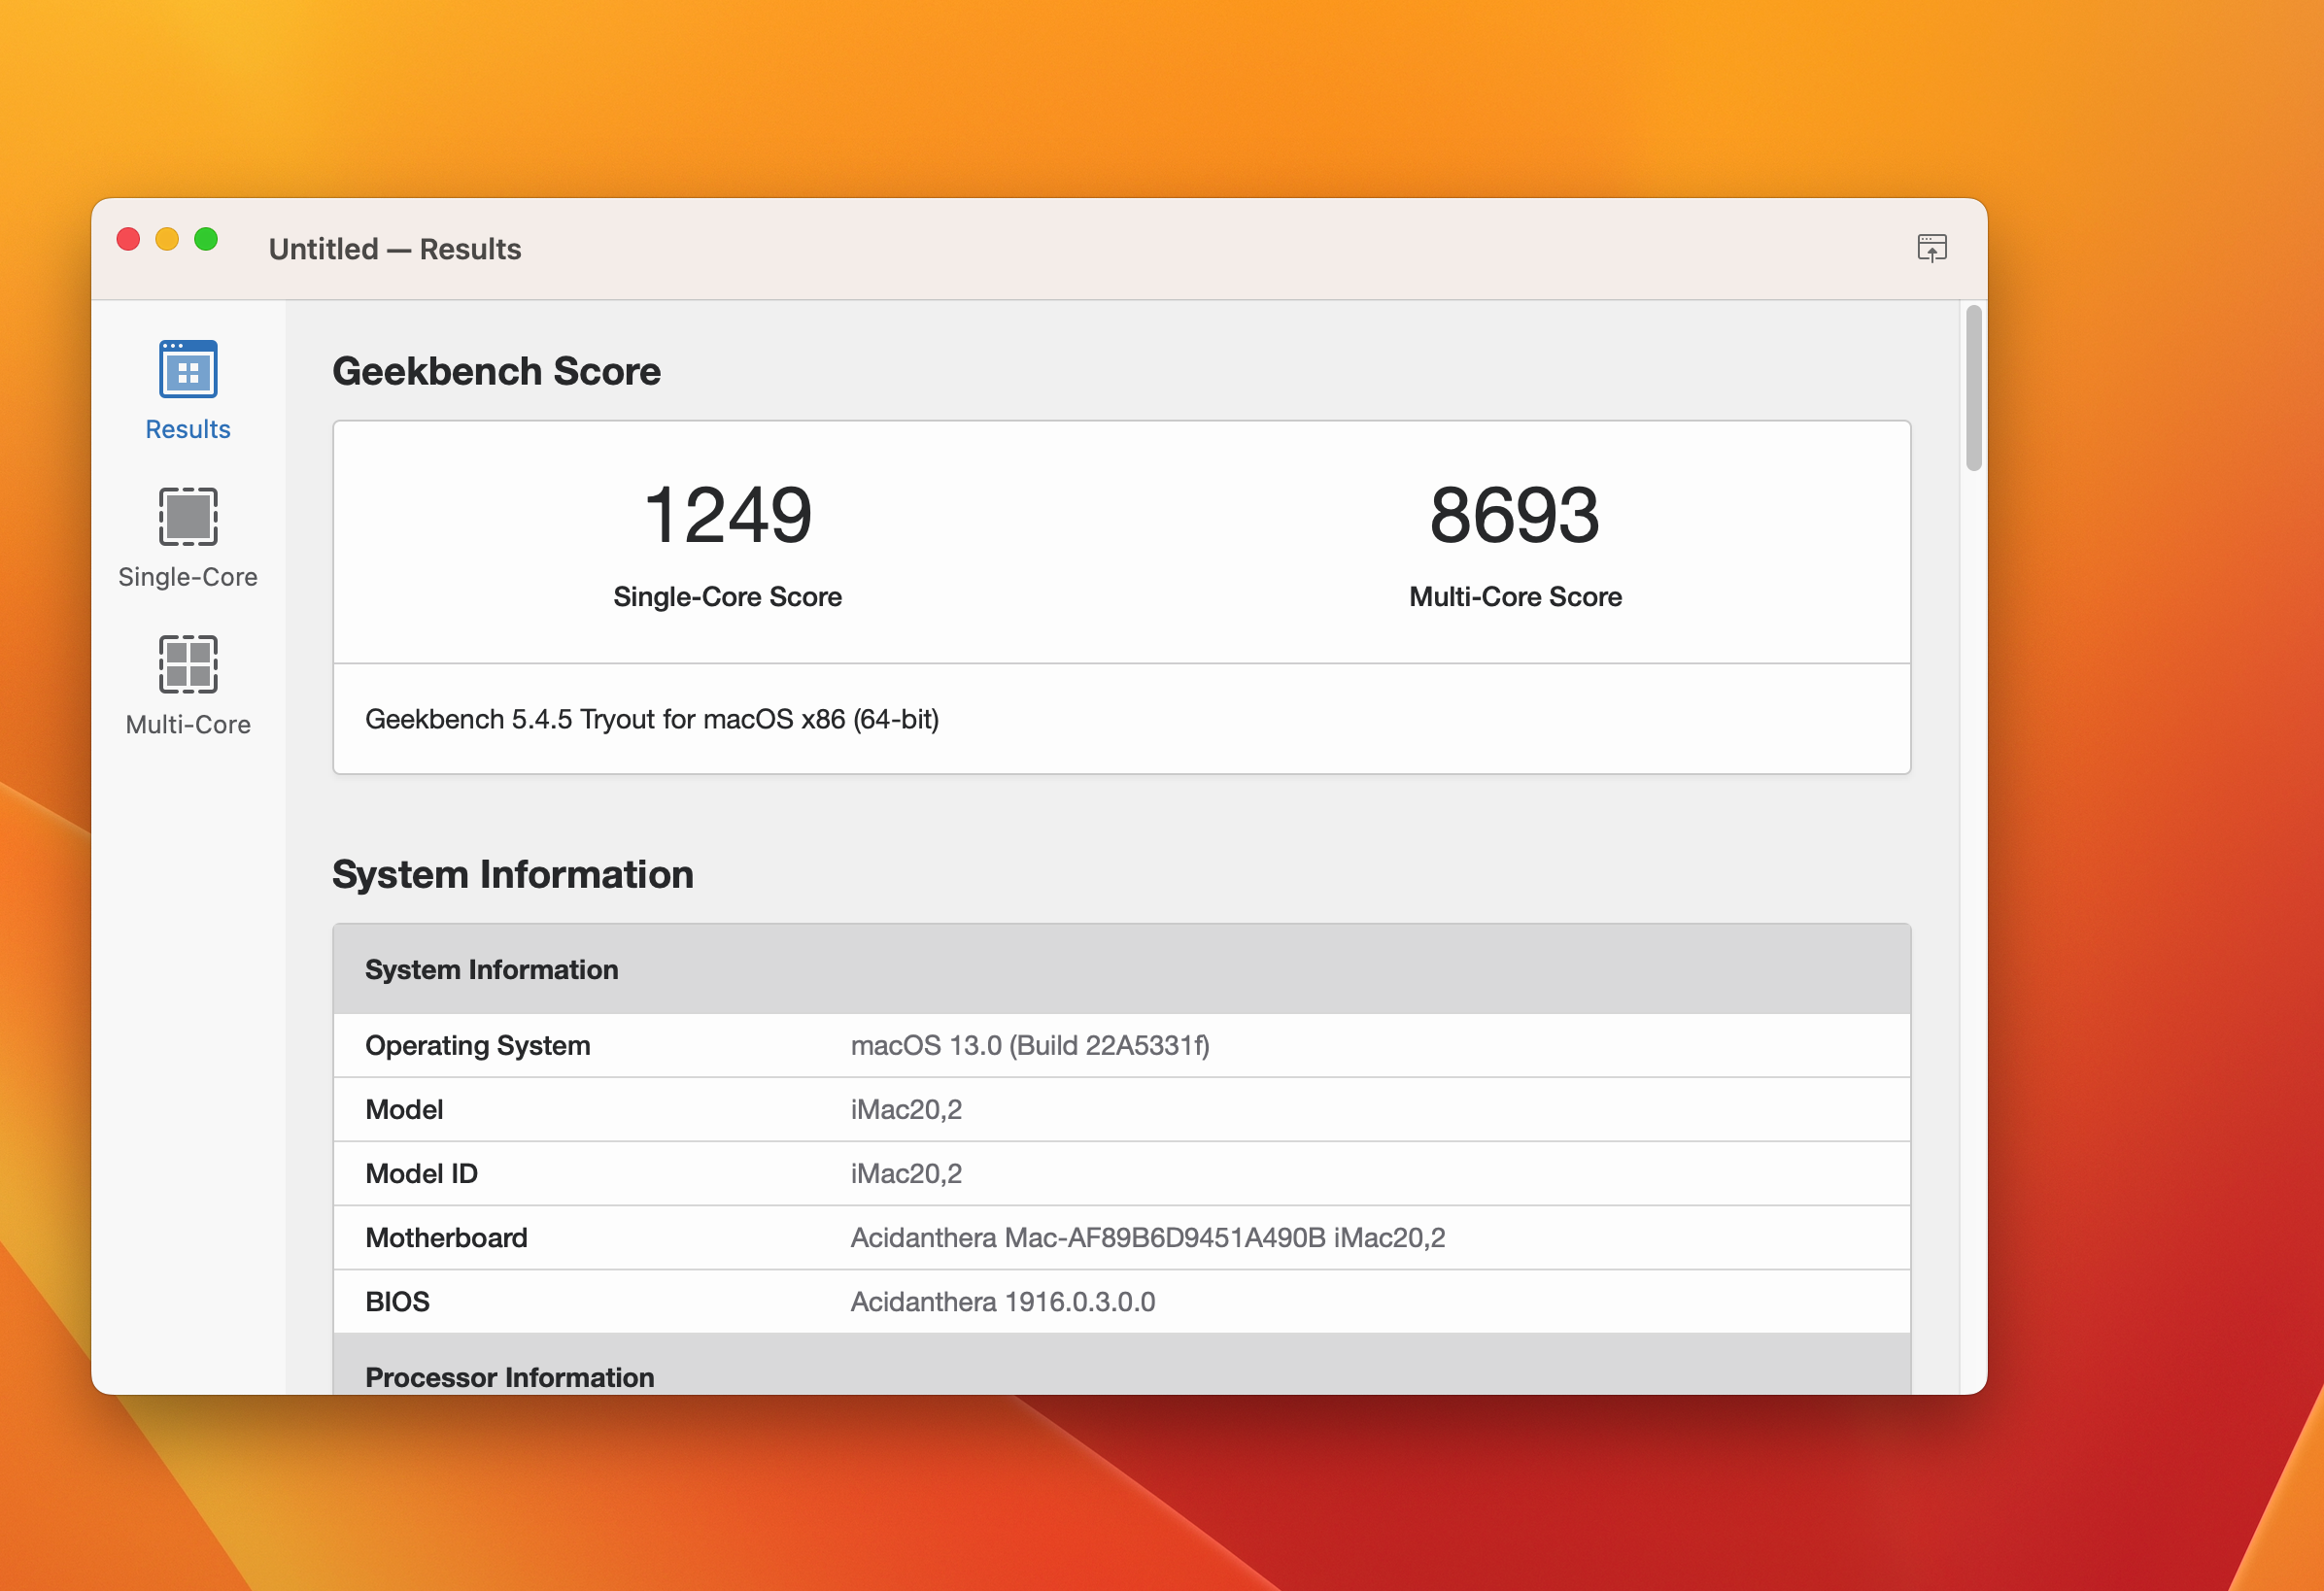 Untitled — Results
Results
Single-Core
Multi-Core
Geekbench Score
1249
Single-Core Score
8693
Multi-Core Score
Geekbench 5.4.5 Tryout for macOS x86 (64-bit)
System Information
System Information
Operating System macOS 13.0 (Build 22A5331f)
Model iMac20,2
Model ID iMac20,2
Motherboard Acidanthera Mac-AF89B6D9451A490B iMac20,2
BIOS Acidanthera 1916.0.3.0.0
Processor Information